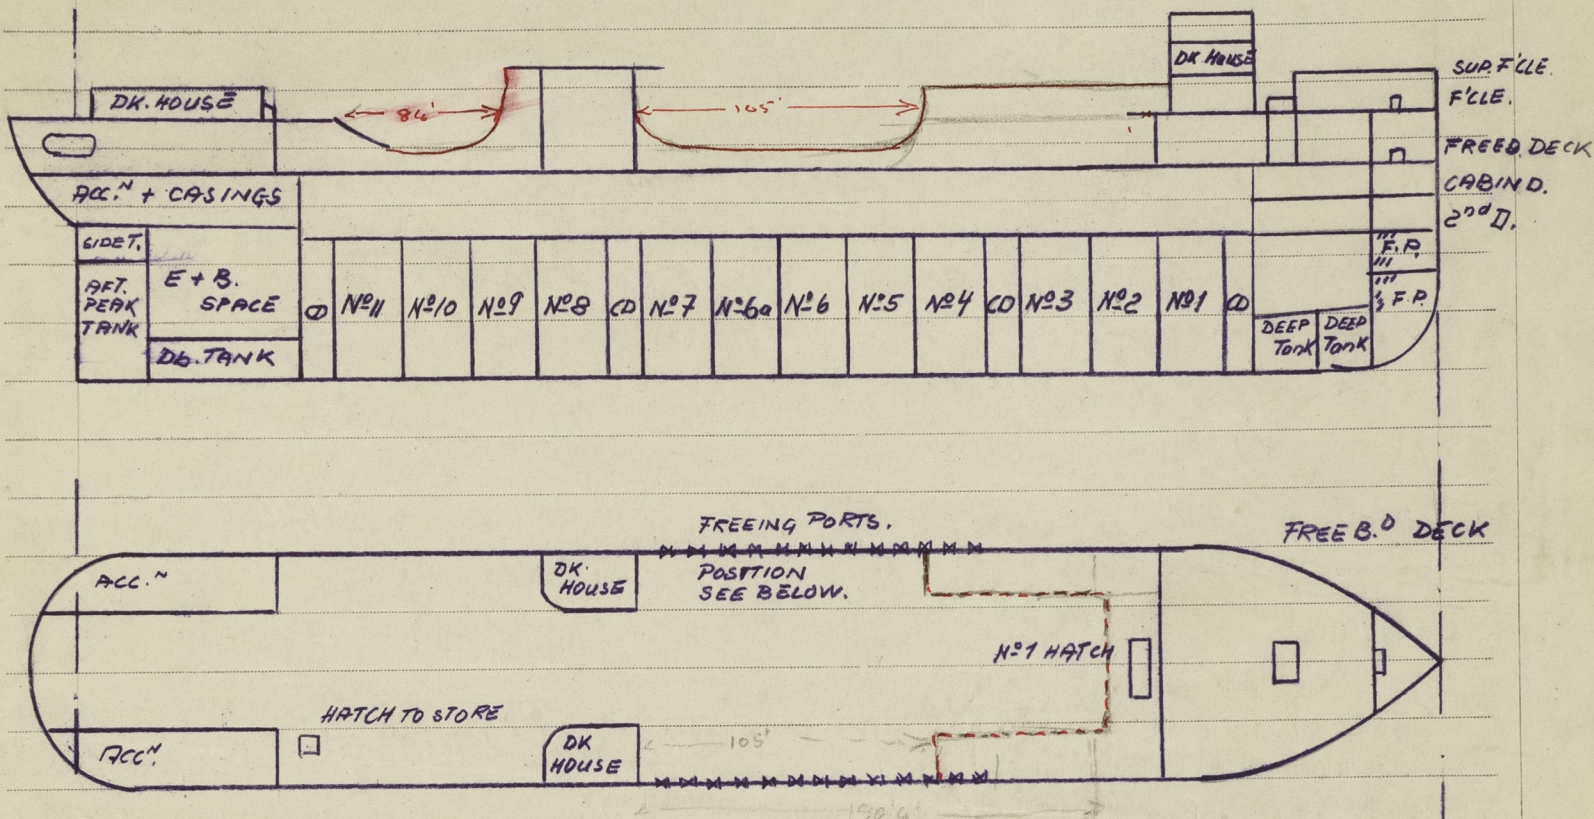 DK. HOUSE
84'
105'
DK. HOUSE
SUP. F'CLE.
F'CLE.
FREEB. DECK
CABIN D.
2nd D.
ACC.N + CASINGS
SIDE T.
AFT.
PEAK
TANK
E + B.
SPACE
Db. TANK
CD
Nº11
Nº10
Nº9
Nº8
CD
Nº7
Nº6a
Nº6
Nº5
Nº4
CD
Nº3
Nº2
Nº1
CD
DEEP
Tank
DEEP
Tank
F.P.
F.P.
FREEING PORTS.
FREE B.D DECK
ACC.N
DK.
HOUSE
POSITION
SEE BELOW.
Nº1 HATCH
HATCH TO STORE
ACCN.
DK
HOUSE
105'